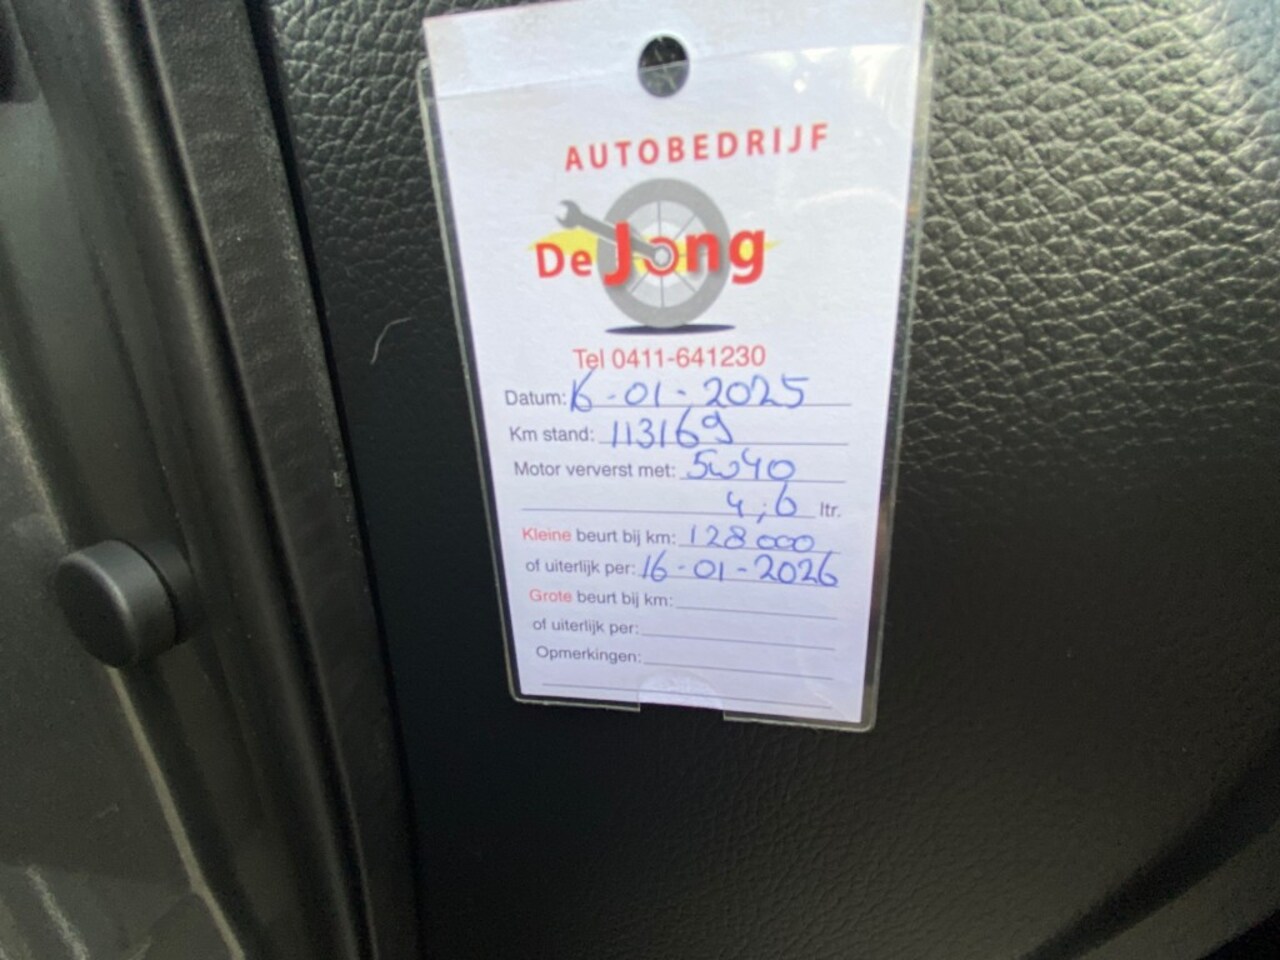 AUTOBEDRIJF
De Jong
Tel 0411-641230
Datum: 16-01-2025
Km stand: 113169
Motor ververst met: 5w40
4,6 ltr.
Kleine beurt bij km: 128000
of uiterlijk per: 16-01-2026
Grote beurt bij km:
of uiterlijk per:
Opmerkingen: